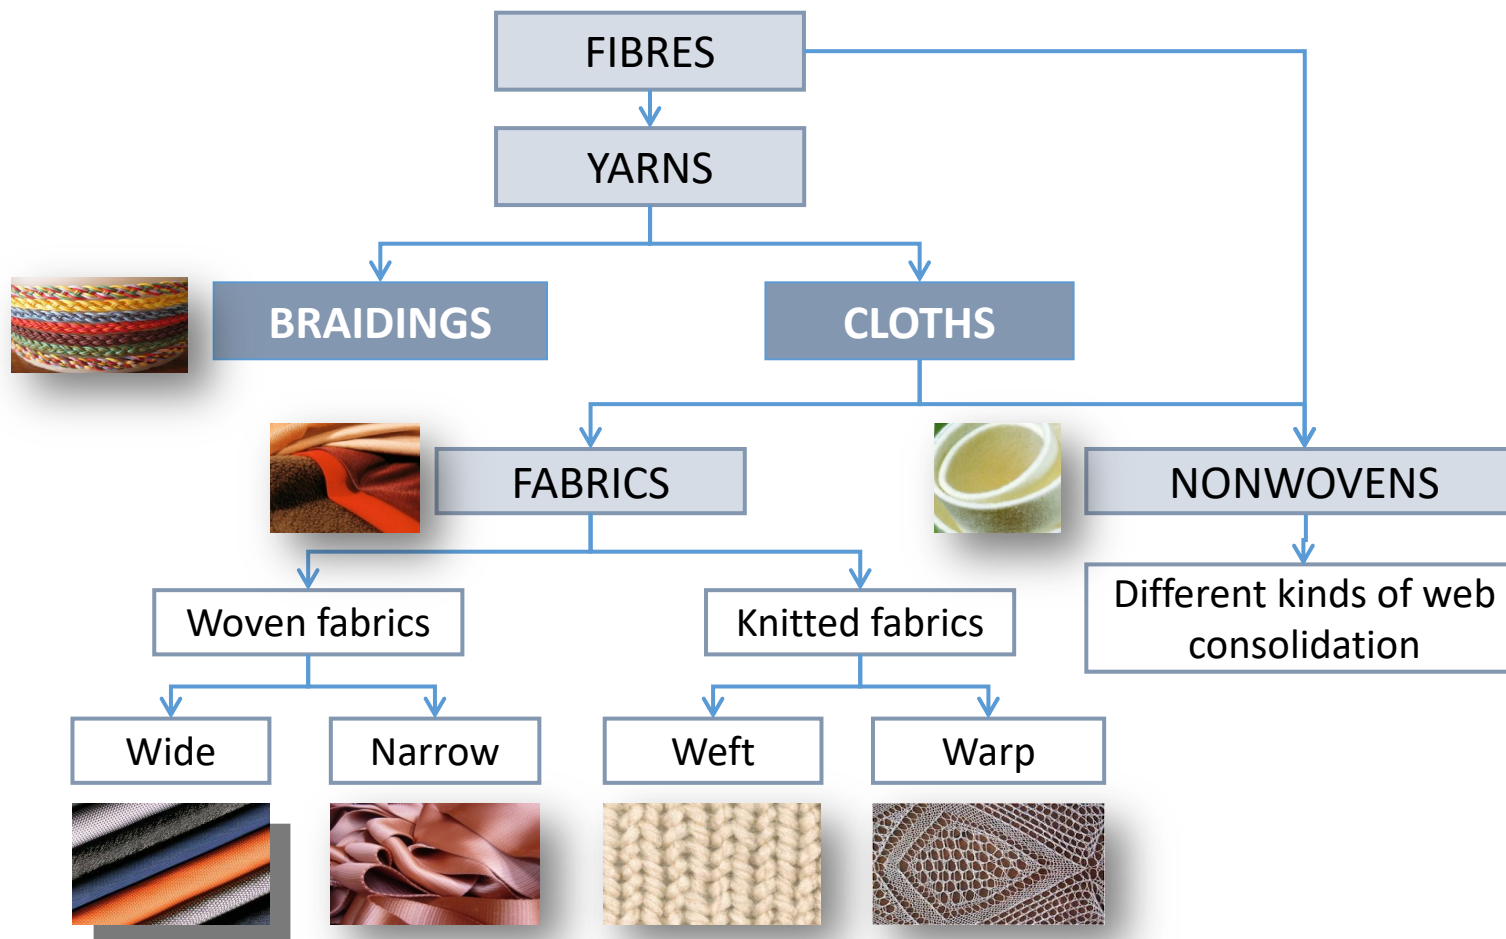 FIBRES
YARNS
BRAIDINGS
CLOTHS
FABRICS
NONWOVENS
Woven fabrics
Knitted fabrics
Different kinds of web
consolidation
Wide
Narrow
Weft
Warp